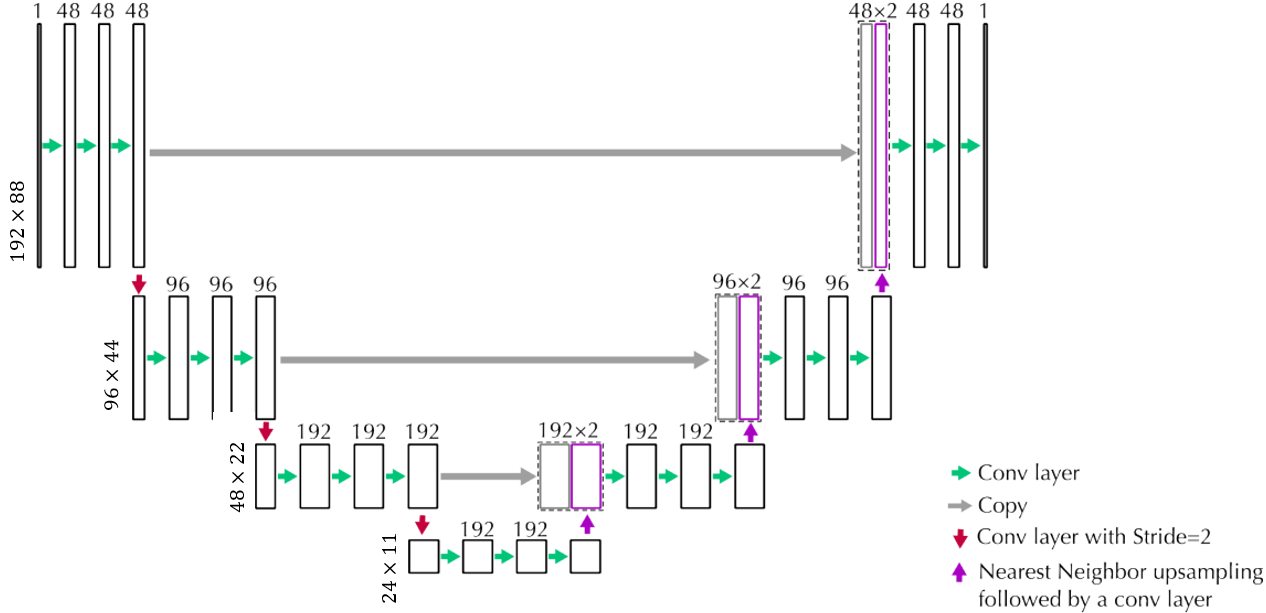 1 48 48 48
48×2 48 48 1
192 × 88
96 96 96
96×2 96 96
96 × 44
192 192 192
192×2 192 192
48 × 22
192 192
24 × 11
Conv layer
Copy
Conv layer with Stride=2
Nearest Neighbor upsampling
followed by a conv layer